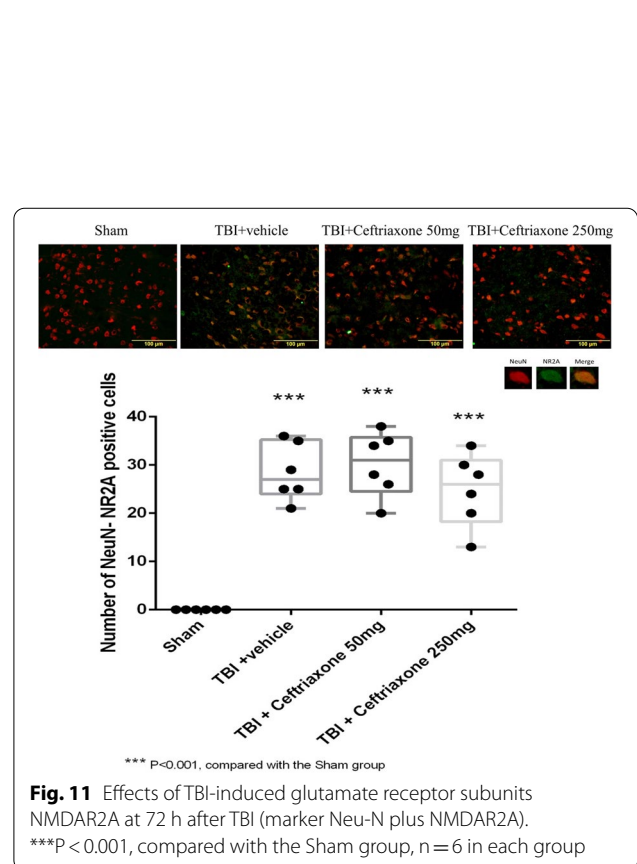 Sham TBI+vehicle TBI+Ceftriaxone 50mg TBI+Ceftriaxone 250mg
100 µm 100 µm 100 µm 100 µm
NeuN NR2A Merge
Number of NeuN- NR2A positive cells
40
30
20
10
0
*** *** ***
Sham
TBI +vehicle
TBI + Ceftriaxone 50mg
TBI + Ceftriaxone 250mg
*** P<0.001, compared with the Sham group
Fig. 11 Effects of TBI-induced glutamate receptor subunits
NMDAR2A at 72 h after TBI (marker Neu-N plus NMDAR2A).
***P < 0.001, compared with the Sham group, n = 6 in each group